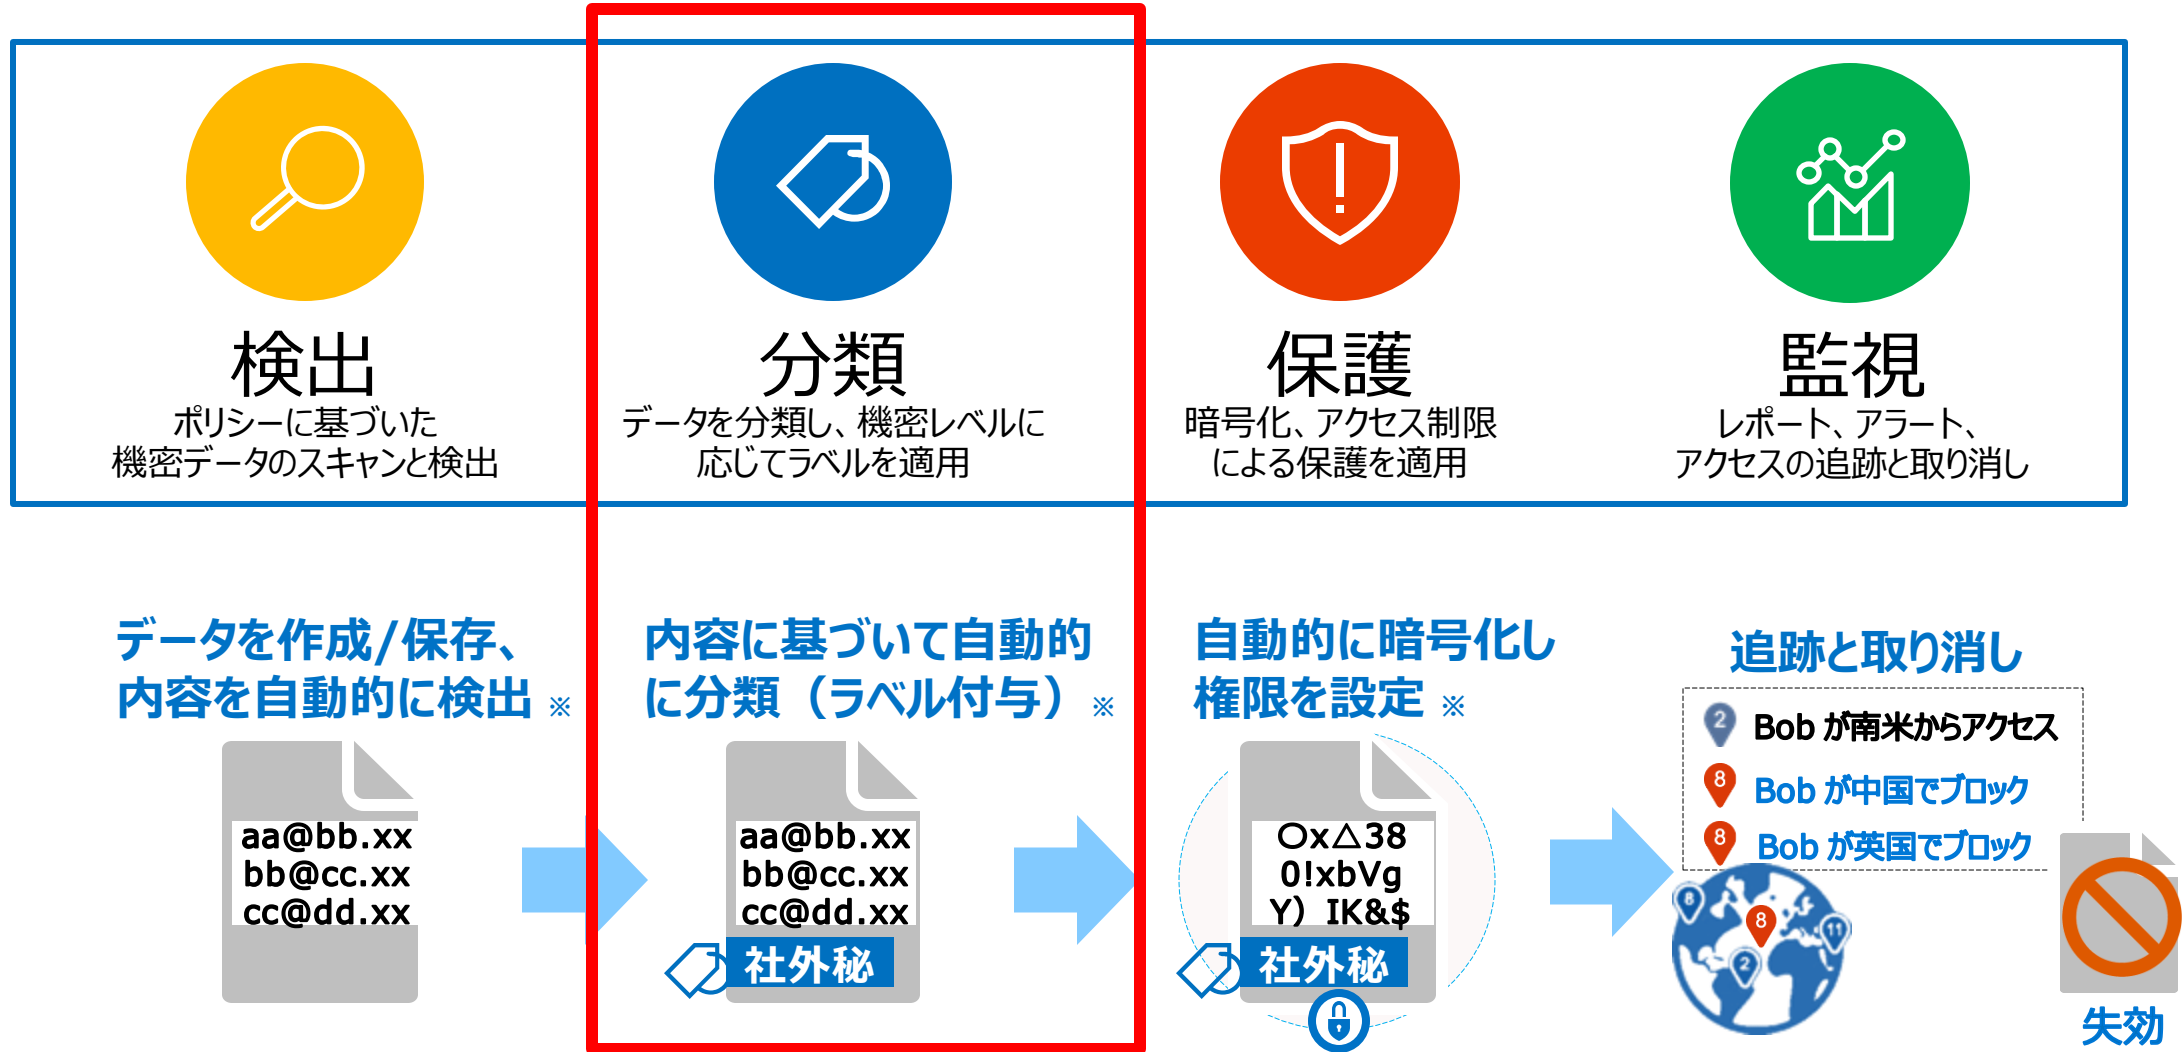 検出
ポリシーに基づいた
機密データのスキャンと検出
分類
データを分類し、機密レベルに
応じてラベルを適用
保護
暗号化、アクセス制限
による保護を適用
監視
レポート、アラート、
アクセスの追跡と取り消し
データを作成/保存、
内容を自動的に検出 ※
aa@bb.xx
bb@cc.xx
cc@dd.xx
内容に基づいて自動的
に分類（ラベル付与）※
aa@bb.xx
bb@cc.xx
cc@dd.xx
社外秘
自動的に暗号化し
権限を設定 ※
〇x△38
0!xbVg
Y) IK&$
社外秘
追跡と取り消し
2 Bob が南米からアクセス
8 Bob が中国でブロック
8 Bob が英国でブロック
8
8
11
2
失効